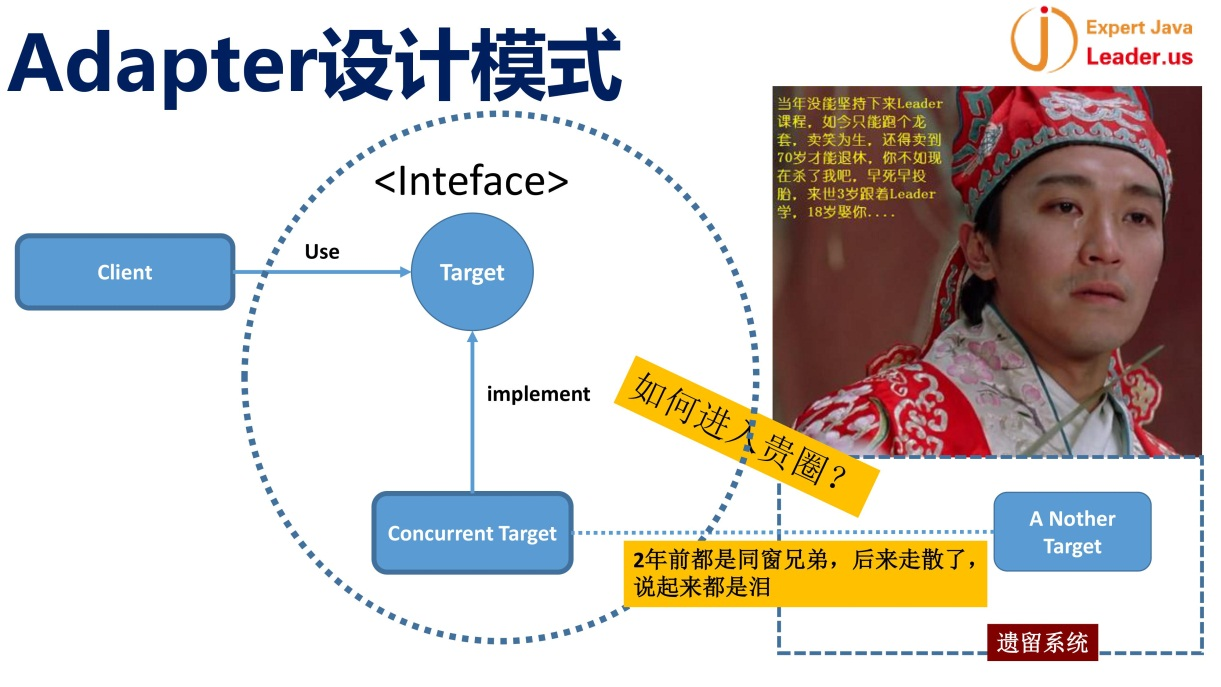 Adapter设计模式
Expert Java
Leader.us
当年没能坚持下来Leader
课程，如今只能跑个龙
套，卖笑为生，还得卖到
70岁才能退休，你不如现
在杀了我吧，早死早投
胎，来世3岁跟着Leader
学，18岁娶你....
<Inteface>
Use
Client
Target
implement
如何进入贵圈？
Concurrent Target
A Nother
Target
2年前都是同窗兄弟，后来走散了，
说起来都是泪
遗留系统